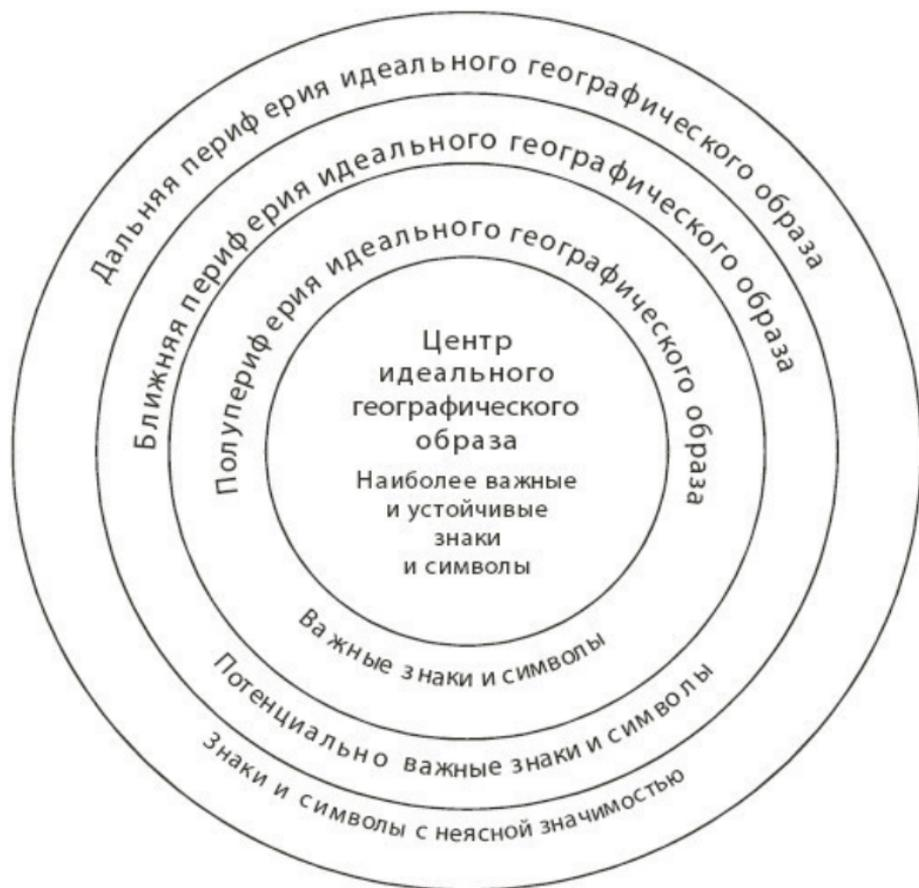 Дальняя периферия идеального географического образа
Ближняя периферия идеального географического образа
Полупериферия идеального географического образа
Центр
идеального
географического
образа
Наиболее важные
и устойчивые
знаки
и символы
Важные знаки и символы
Потенциально важные знаки и символы
Знаки и символы с неясной значимостью